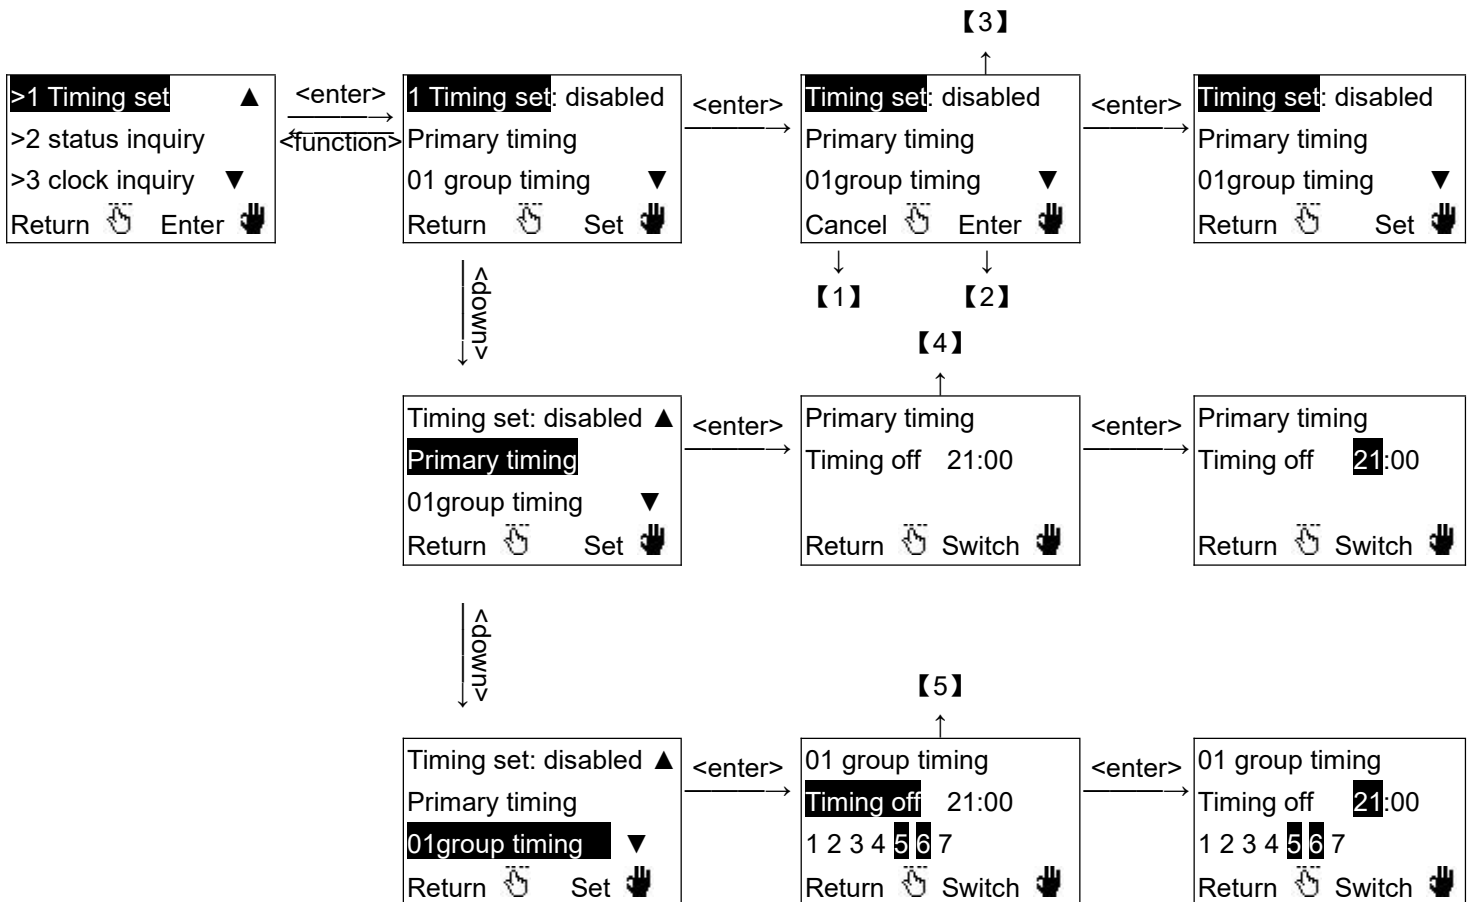 【3】
↑
>1 Timing set ▲
>2 status inquiry
>3 clock inquiry ▼
Return Enter
<enter>
→
←
<function>
1 Timing set: disabled
Primary timing
01 group timing ▼
Return Set
<enter>
→
Timing set: disabled
Primary timing
01group timing ▼
Cancel Enter
<enter>
→
Timing set: disabled
Primary timing
01group timing ▼
Return Set
↓ ↓
【1】 【2】
<down>
↓
【4】
↑
Timing set: disabled ▲
Primary timing
01group timing ▼
Return Set
<enter>
→
Primary timing
Timing off 21:00
Return Switch
<enter>
→
Primary timing
Timing off 21:00
Return Switch
<down>
↓
【5】
↑
Timing set: disabled ▲
Primary timing
01group timing ▼
Return Set
<enter>
→
01 group timing
Timing off 21:00
1 2 3 4 5 6 7
Return Switch
<enter>
→
01 group timing
Timing off 21:00
1 2 3 4 5 6 7
Return Switch